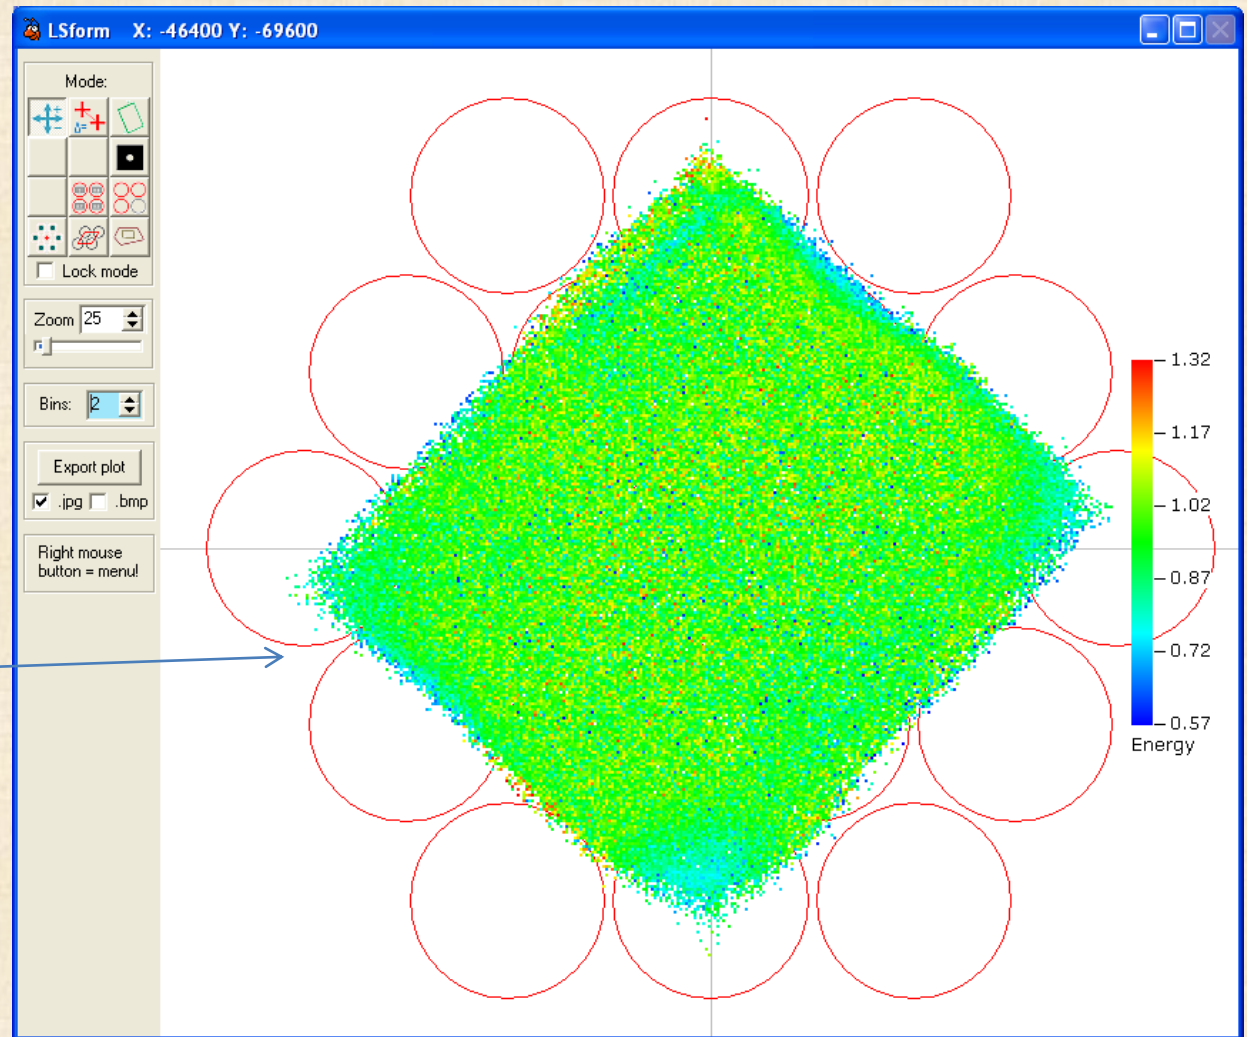 LSform X: -46400 Y: -69600
Mode:
Δ=
Lock mode
Zoom 25
Bins: 2
Export plot
.jpg .bmp
Right mouse
button = menu!
1.32
1.17
1.02
0.87
0.72
0.57
Energy